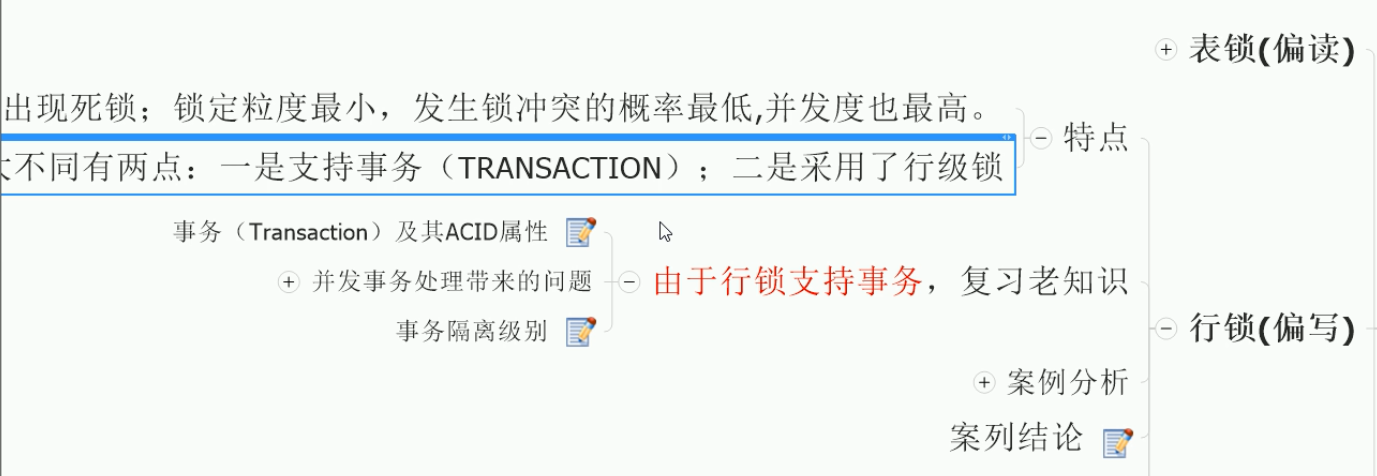 表锁(偏读)
出现死锁；锁定粒度最小，发生锁冲突的概率最低,并发度也最高。
特点
不同有两点：一是支持事务（TRANSACTION）；二是采用了行级锁
事务（Transaction）及其ACID属性
并发事务处理带来的问题
由于行锁支持事务，复习老知识
事务隔离级别
行锁(偏写)
案例分析
案列结论